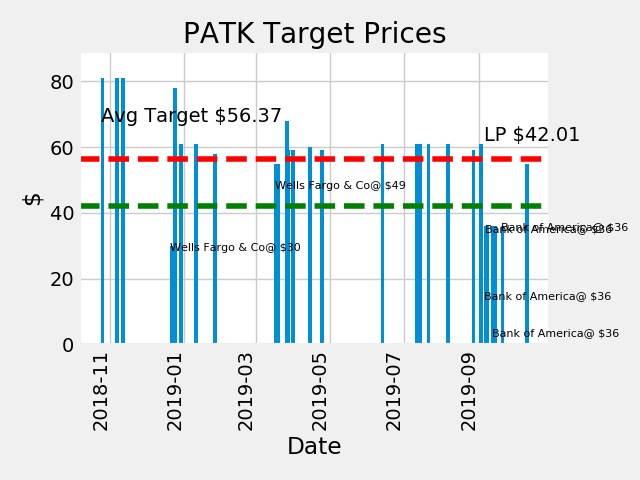 PATK Target Prices
80
Avg Target $56.37
LP $42.01
60
Wells Fargo & Co@ $49
$
40
Bank of America@ $36
Bank of America@ $36
Wells Fargo & Co@ $30
20
Bank of America@ $36
Bank of America@ $36
0
2018-11
2019-01
2019-03
2019-05
2019-07
2019-09
Date